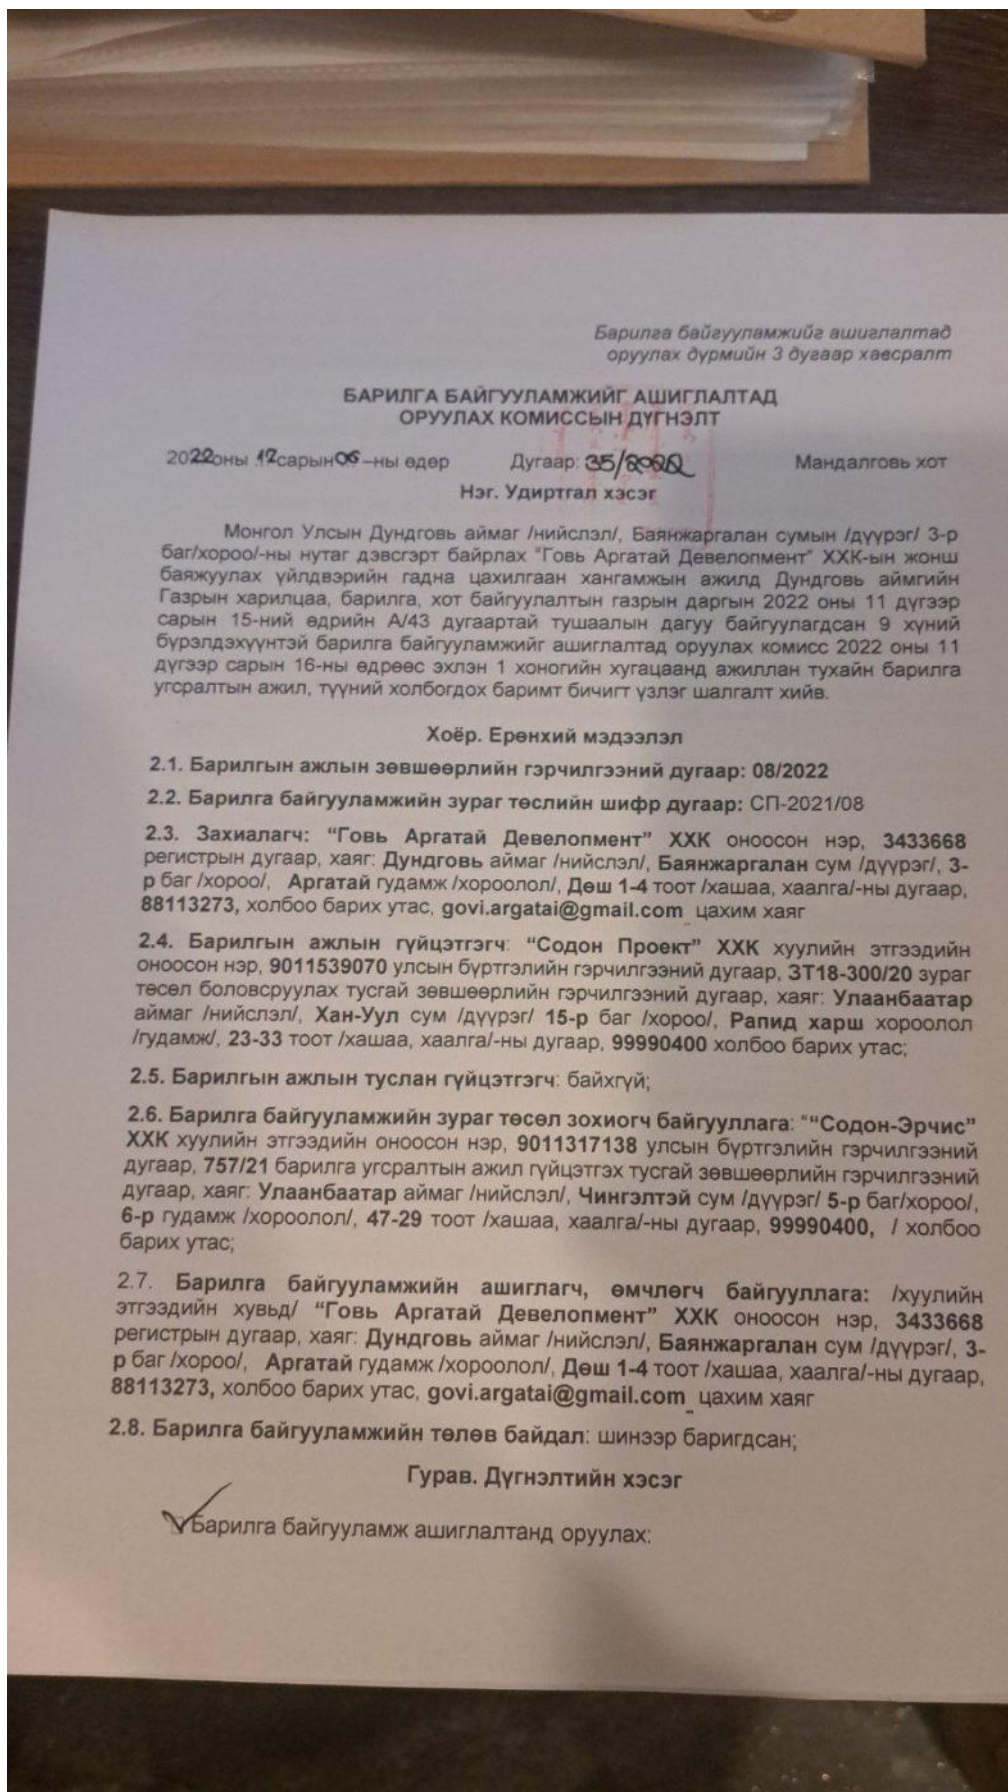 Барилга байгууламжийг ашиглалтад
оруулах дүрмийн 3 дугаар хавсралт
БАРИЛГА БАЙГУУЛАМЖИЙГ АШИГЛАЛТАД
ОРУУЛАХ КОМИССЫН ДҮГНЭЛТ
2022оны 12сарын06–ны өдөр Дугаар: 35/2022 Мандалговь хот
Нэг. Удиртгал хэсэг
Монгол Улсын Дундговь аймаг /нийслэл/, Баянжаргалан сумын /дүүрэг/ 3-р
баг/хороо/-ны нутаг дэвсгэрт байрлах “Говь Аргатай Девелопмент” ХХК-ын жонш
баяжуулах үйлдвэрийн гадна цахилгаан хангамжын ажилд Дундговь аймгийн
Газрын харилцаа, барилга, хот байгуулалтын газрын даргын 2022 оны 11 дүгээр
сарын 15-ний өдрийн А/43 дугаартай тушаалын дагуу байгуулагдсан 9 хүний
бүрэлдэхүүнтэй барилга байгууламжийг ашиглалтад оруулах комисс 2022 оны 11
дүгээр сарын 16-ны өдрөөс эхлэн 1 хоногийн хугацаанд ажиллан тухайн барилга
угсралтын ажил, түүний холбогдох баримт бичигт үзлэг шалгалт хийв.
Хоёр. Ерөнхий мэдээлэл
2.1. Барилгын ажлын зөвшөөрлийн гэрчилгээний дугаар: 08/2022
2.2. Барилга байгууламжийн зураг төслийн шифр дугаар: СП-2021/08
2.3. Захиалагч: “Говь Аргатай Девелопмент” ХХК оноосон нэр, 3433668
регистрын дугаар, хаяг: Дундговь аймаг /нийслэл/, Баянжаргалан сум /дүүрэг/, 3-
р баг /хороо/, Аргатай гудамж /хороолол/, Дөш 1-4 тоот /хашаа, хаалга/-ны дугаар,
88113273, холбоо барих утас, govi.argatai@gmail.com цахим хаяг
2.4. Барилгын ажлын гүйцэтгэгч: “Содон Проект” ХХК хуулийн этгээдийн
оноосон нэр, 9011539070 улсын бүртгэлийн гэрчилгээний дугаар, ЗТ18-300/20 зураг
төсөл боловсруулах тусгай зөвшөөрлийн гэрчилгээний дугаар, хаяг: Улаанбаатар
аймаг /нийслэл/, Хан-Уул сум /дүүрэг/ 15-р баг /хороо/, Рапид харш хороолол
/гудамж/, 23-33 тоот /хашаа, хаалга/-ны дугаар, 99990400 холбоо барих утас;
2.5. Барилгын ажлын туслан гүйцэтгэгч: байхгүй;
2.6. Барилга байгууламжийн зураг төсөл зохиогч байгууллага: “"Содон-Эрчис”
ХХК хуулийн этгээдийн оноосон нэр, 9011317138 улсын бүртгэлийн гэрчилгээний
дугаар, 757/21 барилга угсралтын ажил гүйцэтгэх тусгай зөвшөөрлийн гэрчилгээний
дугаар, хаяг: Улаанбаатар аймаг /нийслэл/, Чингэлтэй сум /дүүрэг/ 5-р баг/хороо/,
6-р гудамж /хороолол/, 47-29 тоот /хашаа, хаалга/-ны дугаар, 99990400, / холбоо
барих утас;
2.7. Барилга байгууламжийн ашиглагч, өмчлөгч байгууллага: /хуулийн
этгээдийн хувьд/ “Говь Аргатай Девелопмент” ХХК оноосон нэр, 3433668
регистрын дугаар, хаяг: Дундговь аймаг /нийслэл/, Баянжаргалан сум /дүүрэг/, 3-
р баг /хороо/, Аргатай гудамж /хороолол/, Дөш 1-4 тоот /хашаа, хаалга/-ны дугаар,
88113273, холбоо барих утас, govi.argatai@gmail.com_ цахим хаяг
2.8. Барилга байгууламжийн төлөв байдал: шинээр баригдсан;
Гурав. Дүгнэлтийн хэсэг
Барилга байгууламж ашиглалтанд оруулах: